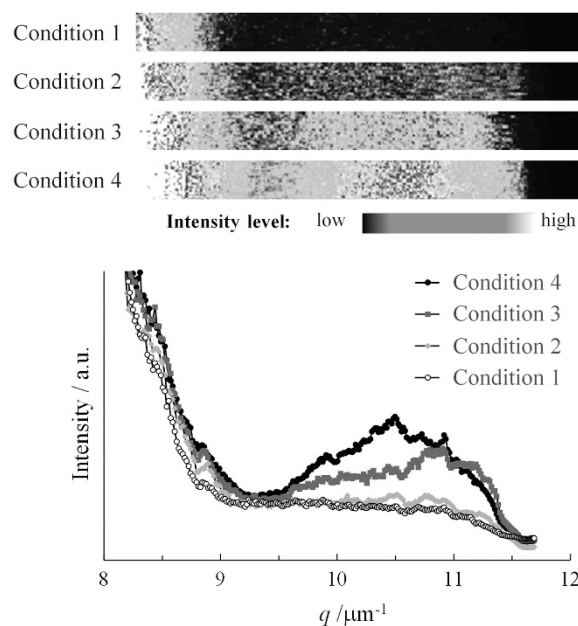 Condition 1
Condition 2
Condition 3
Condition 4
Intensity level: low high
Condition 4
Condition 3
Condition 2
Condition 1
Intensity / a.u.
8 9 10 11 12
q /μm⁻¹